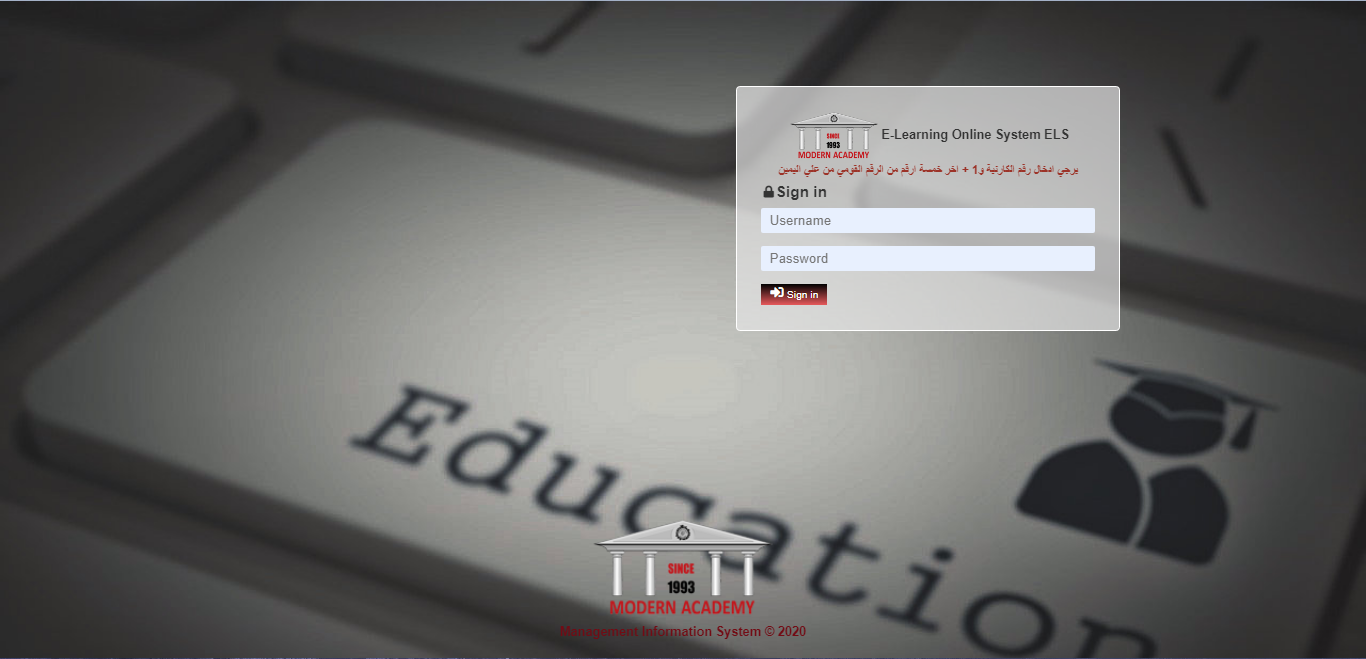 SINCE
1993
MODERN ACADEMY
E-Learning Online System ELS
يرجي ادخال رقم الكارنية و1 + اخر خمسة ارقم من الرقم القومي من علي اليمين
Sign in
Username
Password
Sign in
Education
SINCE
1993
MODERN ACADEMY
Management Information System © 2020